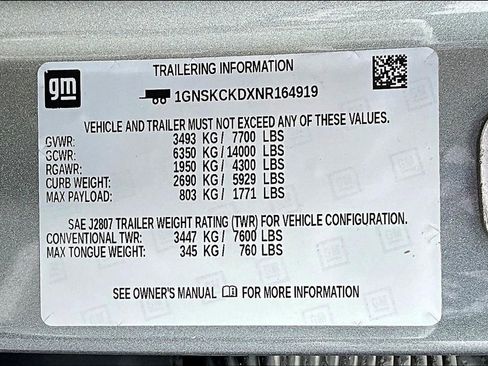 gm
TRAILERING INFORMATION
1GNSKCKDXNR164919
VEHICLE AND TRAILER MUST NOT EXCEED ANY OF THESE VALUES.
GVWR: 3493 KG / 7700 LBS
GCWR: 6350 KG / 14000 LBS
RGAWR: 1950 KG / 4300 LBS
CURB WEIGHT: 2690 KG / 5929 LBS
MAX PAYLOAD: 803 KG / 1771 LBS
SAE J2807 TRAILER WEIGHT RATING (TWR) FOR VEHICLE CONFIGURATION.
CONVENTIONAL TWR: 3447 KG / 7600 LBS
MAX TONGUE WEIGHT: 345 KG / 760 LBS
SEE OWNER'S MANUAL FOR MORE INFORMATION